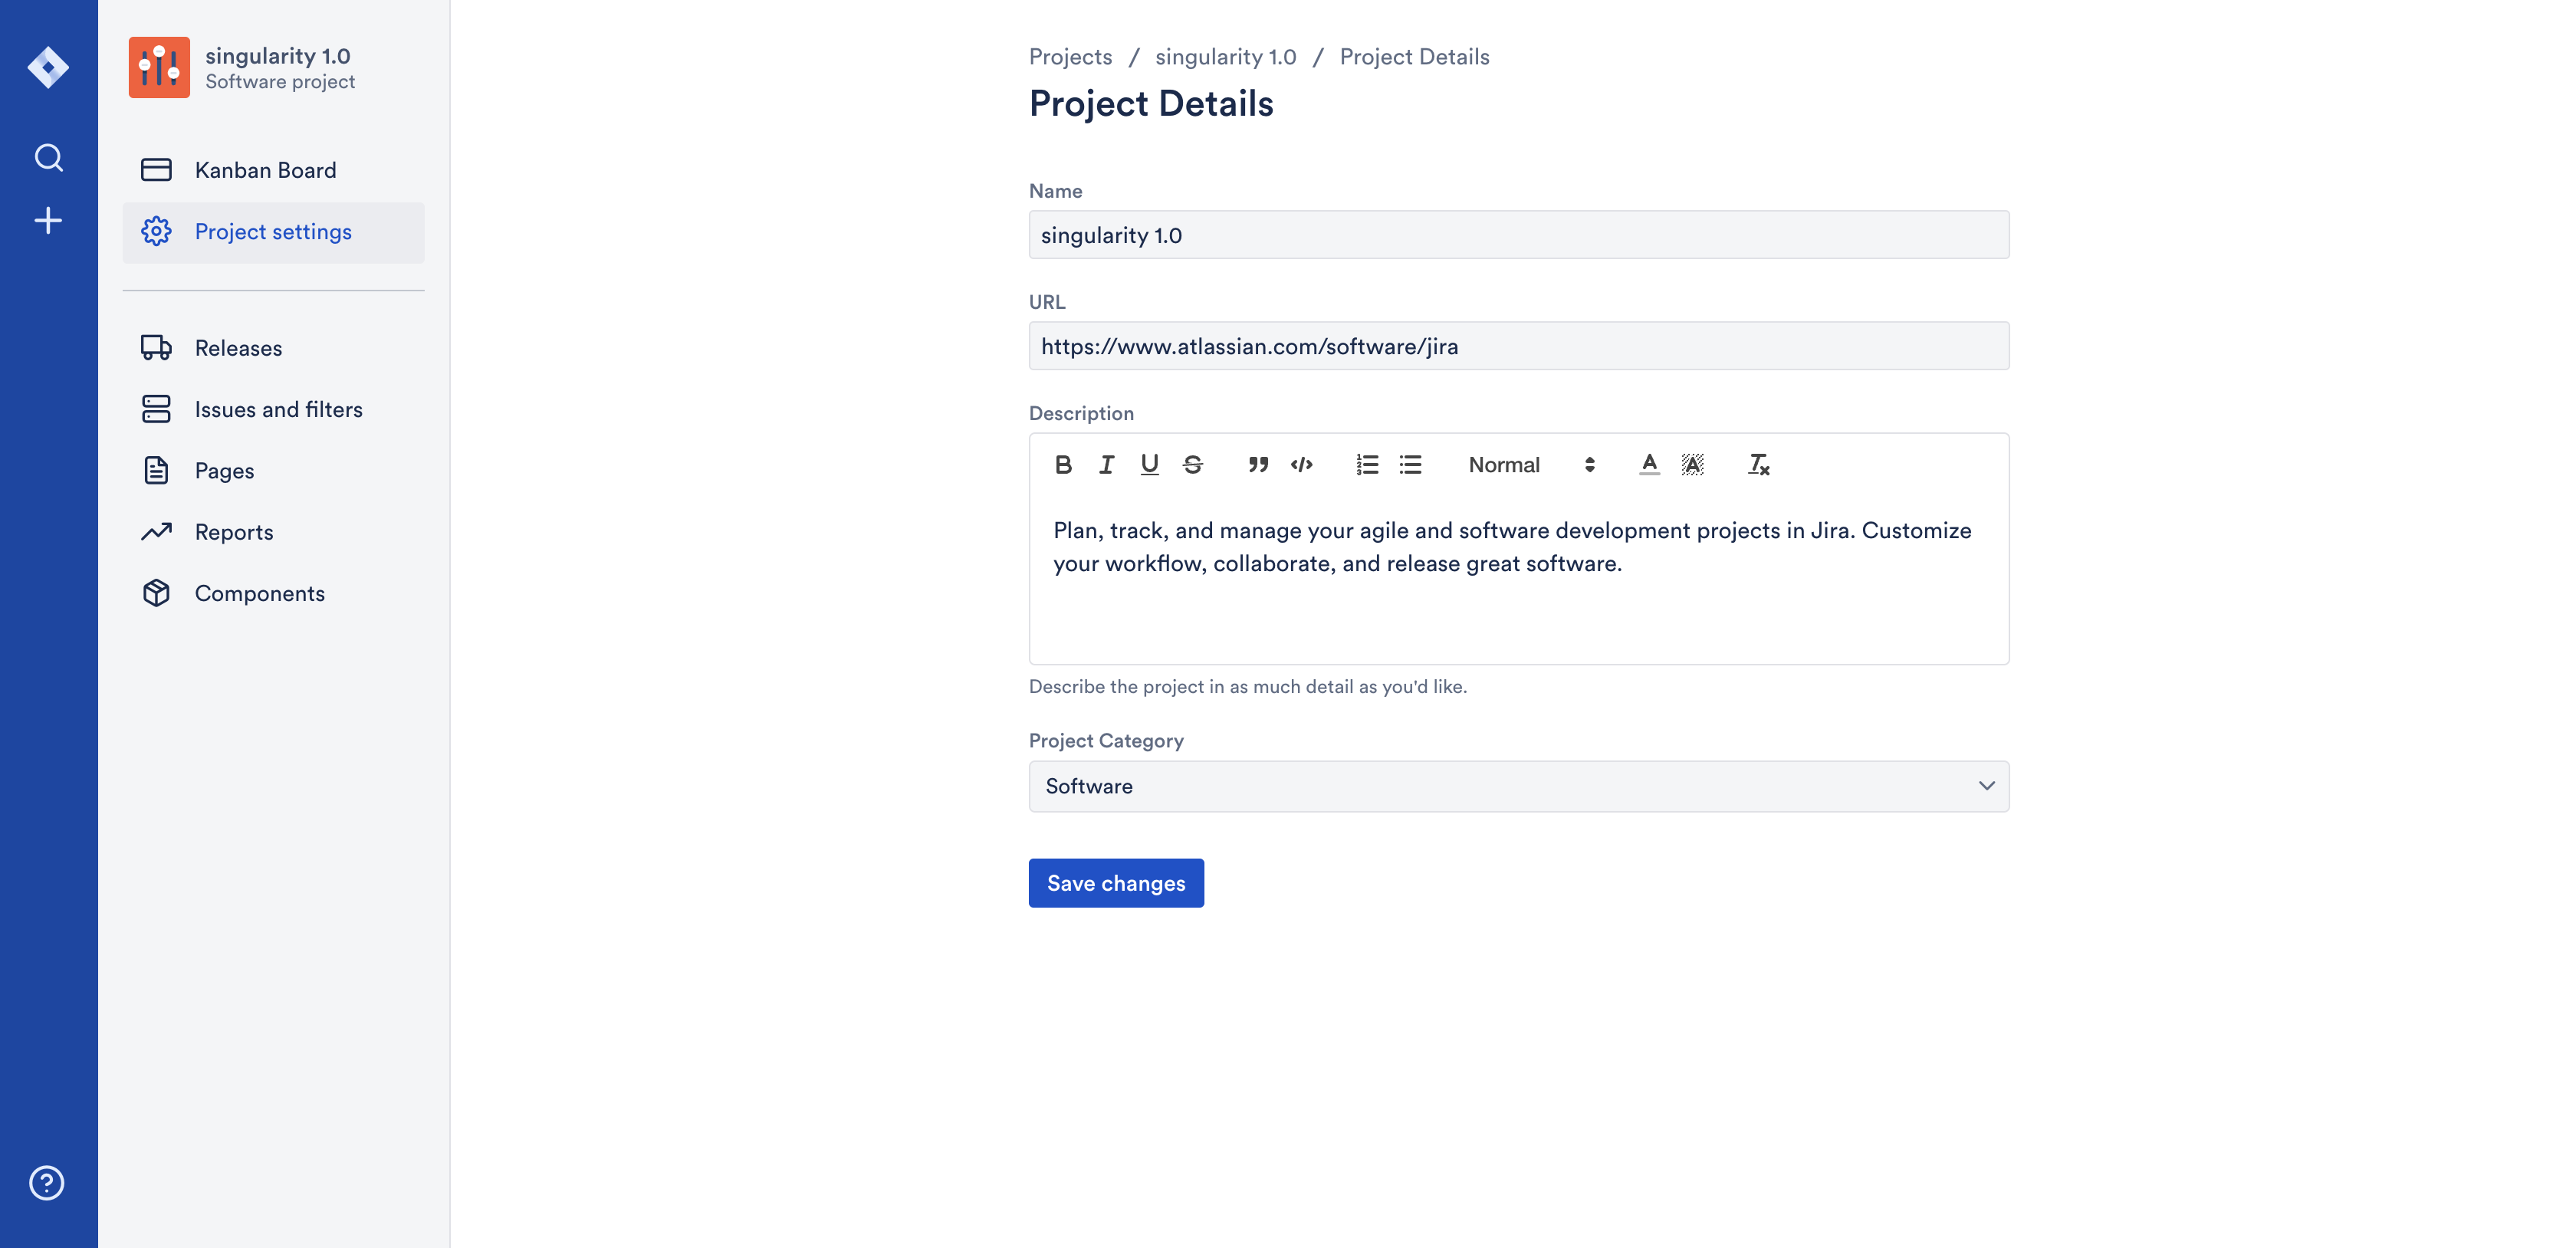 singularity 1.0
Software project
Kanban Board
Project settings
Releases
Issues and filters
Pages
Reports
Components
Projects / singularity 1.0 / Project Details
Project Details
Name
singularity 1.0
URL
https://www.atlassian.com/software/jira
Description
Normal
Plan, track, and manage your agile and software development projects in Jira. Customize
your workflow, collaborate, and release great software.
Describe the project in as much detail as you'd like.
Project Category
Software
Save changes